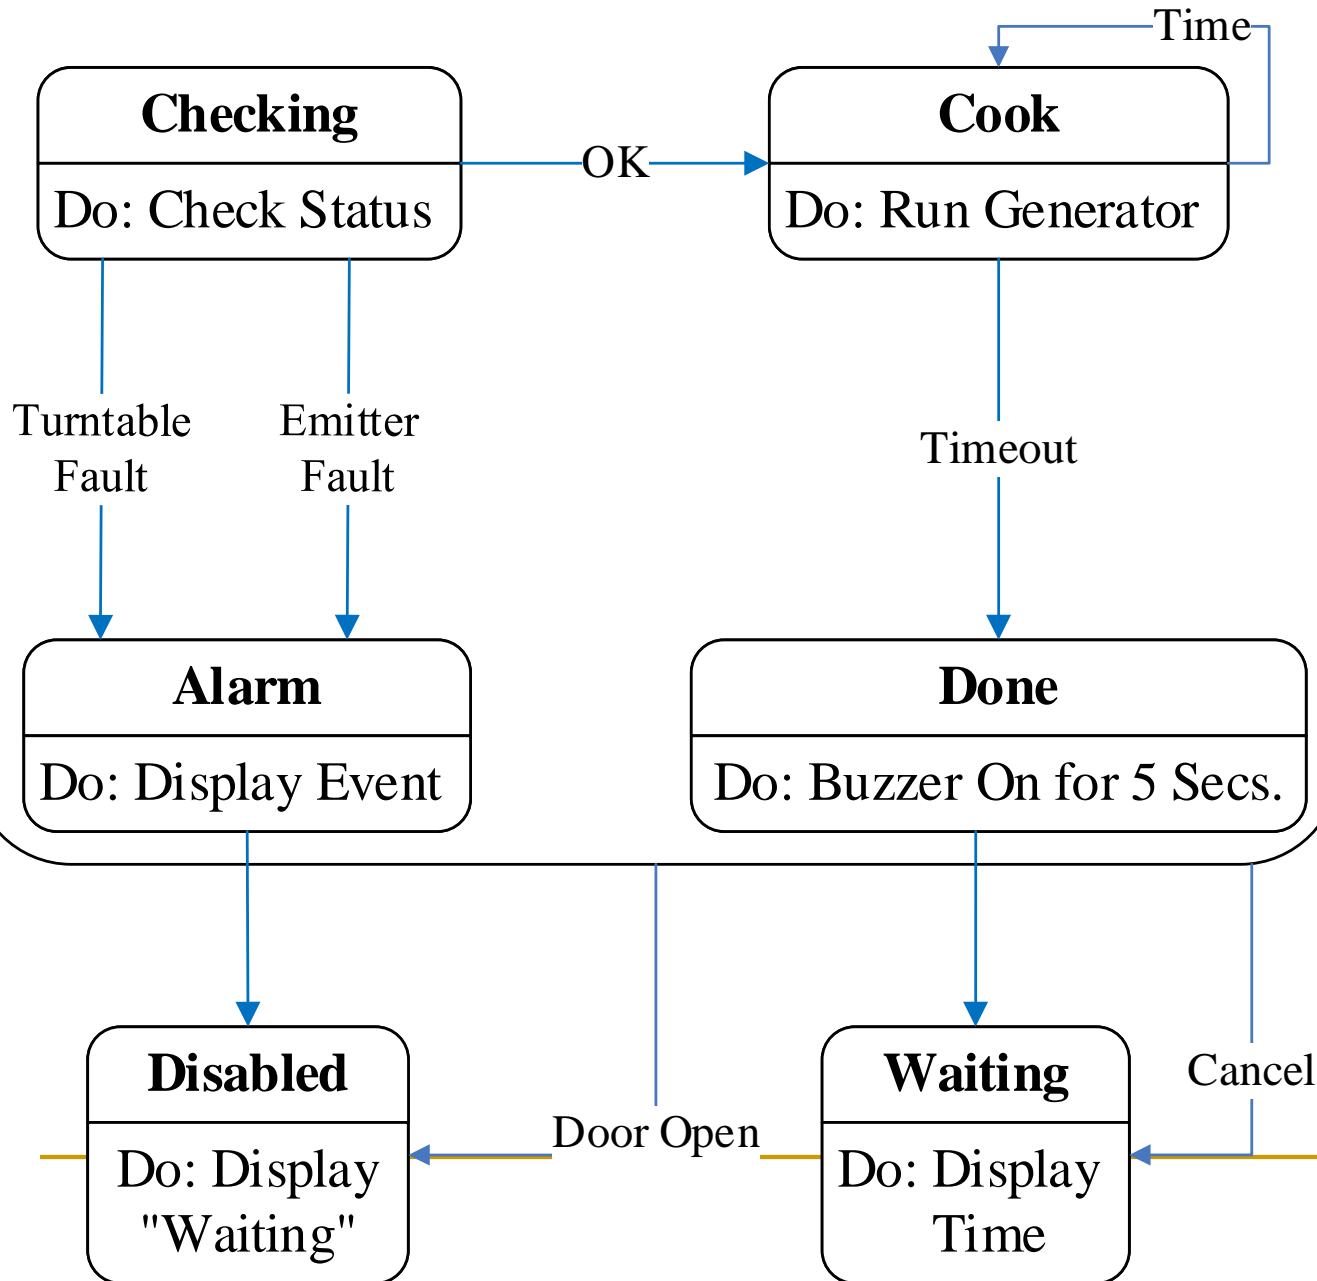 Time
Checking
Do: Check Status
OK
Cook
Do: Run Generator
Turntable
Fault
Emitter
Fault
Timeout
Alarm
Do: Display Event
Done
Do: Buzzer On for 5 Secs.
Disabled
Do: Display
"Waiting"
Door Open
Waiting
Do: Display
Time
Cancel